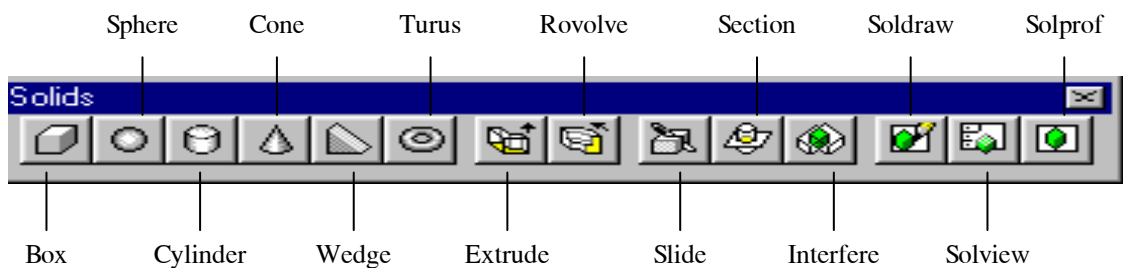 Sphere Cone Turus Rovolve Section Soldraw Solprof
Solids
Box Cylinder Wedge Extrude Slide Interfere Solview